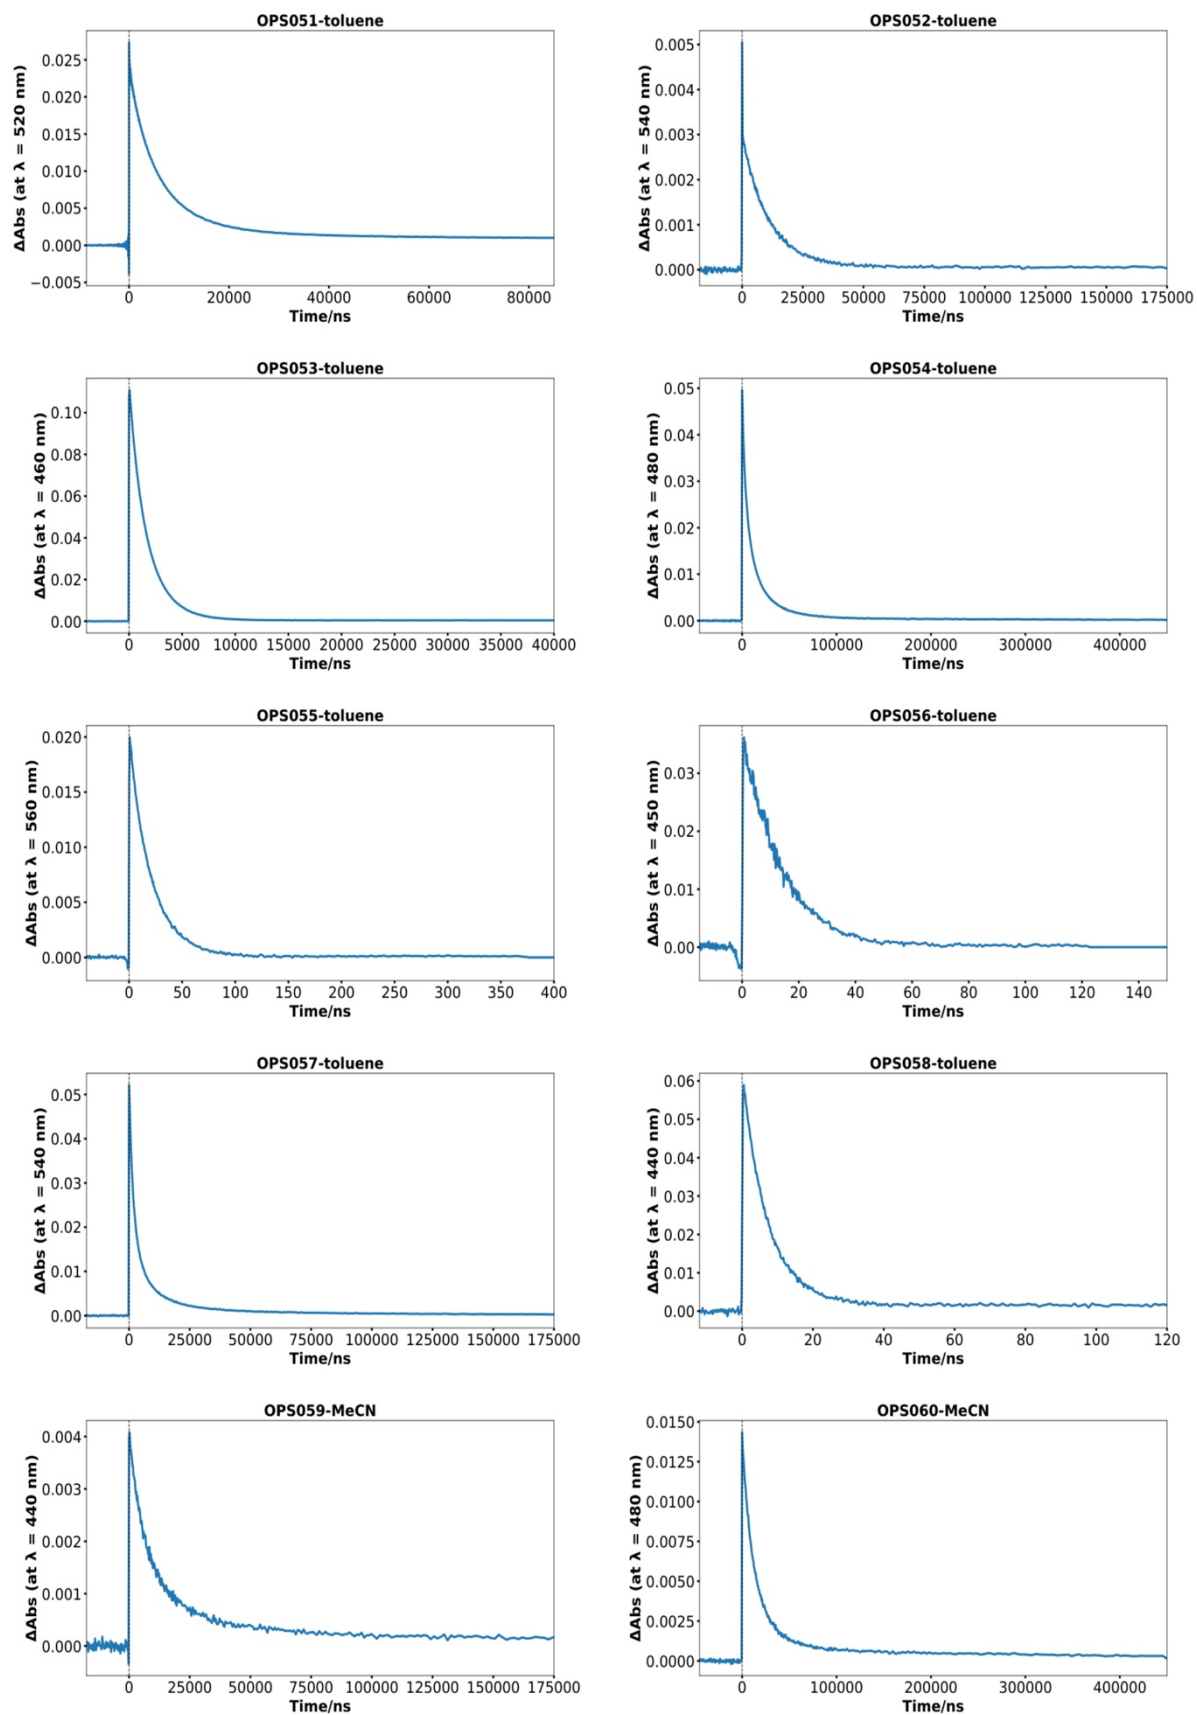 OPS051-toluene
ΔAbs (at λ = 520 nm)
0.025
0.020
0.015
0.010
0.005
0.000
−0.005
0 20000 40000 60000 80000
Time/ns
OPS052-toluene
ΔAbs (at λ = 540 nm)
0.005
0.004
0.003
0.002
0.001
0.000
0 25000 50000 75000 100000 125000 150000 175000
Time/ns
OPS053-toluene
ΔAbs (at λ = 460 nm)
0.10
0.08
0.06
0.04
0.02
0.00
0 5000 10000 15000 20000 25000 30000 35000 40000
Time/ns
OPS054-toluene
ΔAbs (at λ = 480 nm)
0.05
0.04
0.03
0.02
0.01
0.00
0 100000 200000 300000 400000
Time/ns
OPS055-toluene
ΔAbs (at λ = 560 nm)
0.020
0.015
0.010
0.005
0.000
0 50 100 155 200 250 300 350 400
Time/ns
OPS056-toluene
ΔAbs (at λ = 450 nm)
0.03
0.02
0.01
0.00
0 20 40 60 80 100 120 140
Time/ns
OPS057-toluene
ΔAbs (at λ = 540 nm)
0.05
0.04
0.03
0.02
0.01
0.00
0 25000 50000 75000 100000 125000 150000 175000
Time/ns
OPS058-toluene
ΔAbs (at λ = 440 nm)
0.06
0.05
0.04
0.03
0.02
0.01
0.00
0 20 40 60 80 100 120
Time/ns
OPS059-MeCN
ΔAbs (at λ = 440 nm)
0.004
0.003
0.002
0.001
0.000
0 25000 50000 75000 100000 125000 150000 175000
Time/ns
OPS060-MeCN
ΔAbs (at λ = 480 nm)
0.0150
0.0125
0.0100
0.0075
0.0050
0.0025
0.0000
0 100000 200000 300000 400000
Time/ns